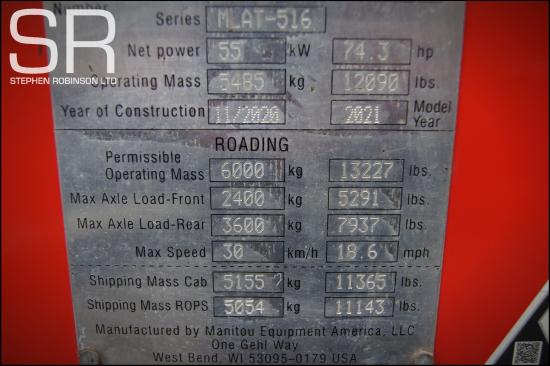 SR
STEPHEN ROBINSON LTD
Number
Series MLAT-516
Net power 55 kW 74.3 hp
Operating Mass 5485 kg 12090 lbs.
Year of Construction 11/2020 2021 Model Year
ROADING
Permissible Operating Mass 6000 kg 13227 lbs.
Max Axle Load-Front 2400 kg 5291 lbs.
Max Axle Load-Rear 3600 kg 7937 lbs.
Max Speed 30 km/h 18.6 mph
Shipping Mass Cab 5155 kg 11365 lbs.
Shipping Mass ROPS 5054 kg 11143 lbs.
Manufactured by Manitou Equipment America, LLC
One Gehl Way
West Bend, WI 53095-0179 USA